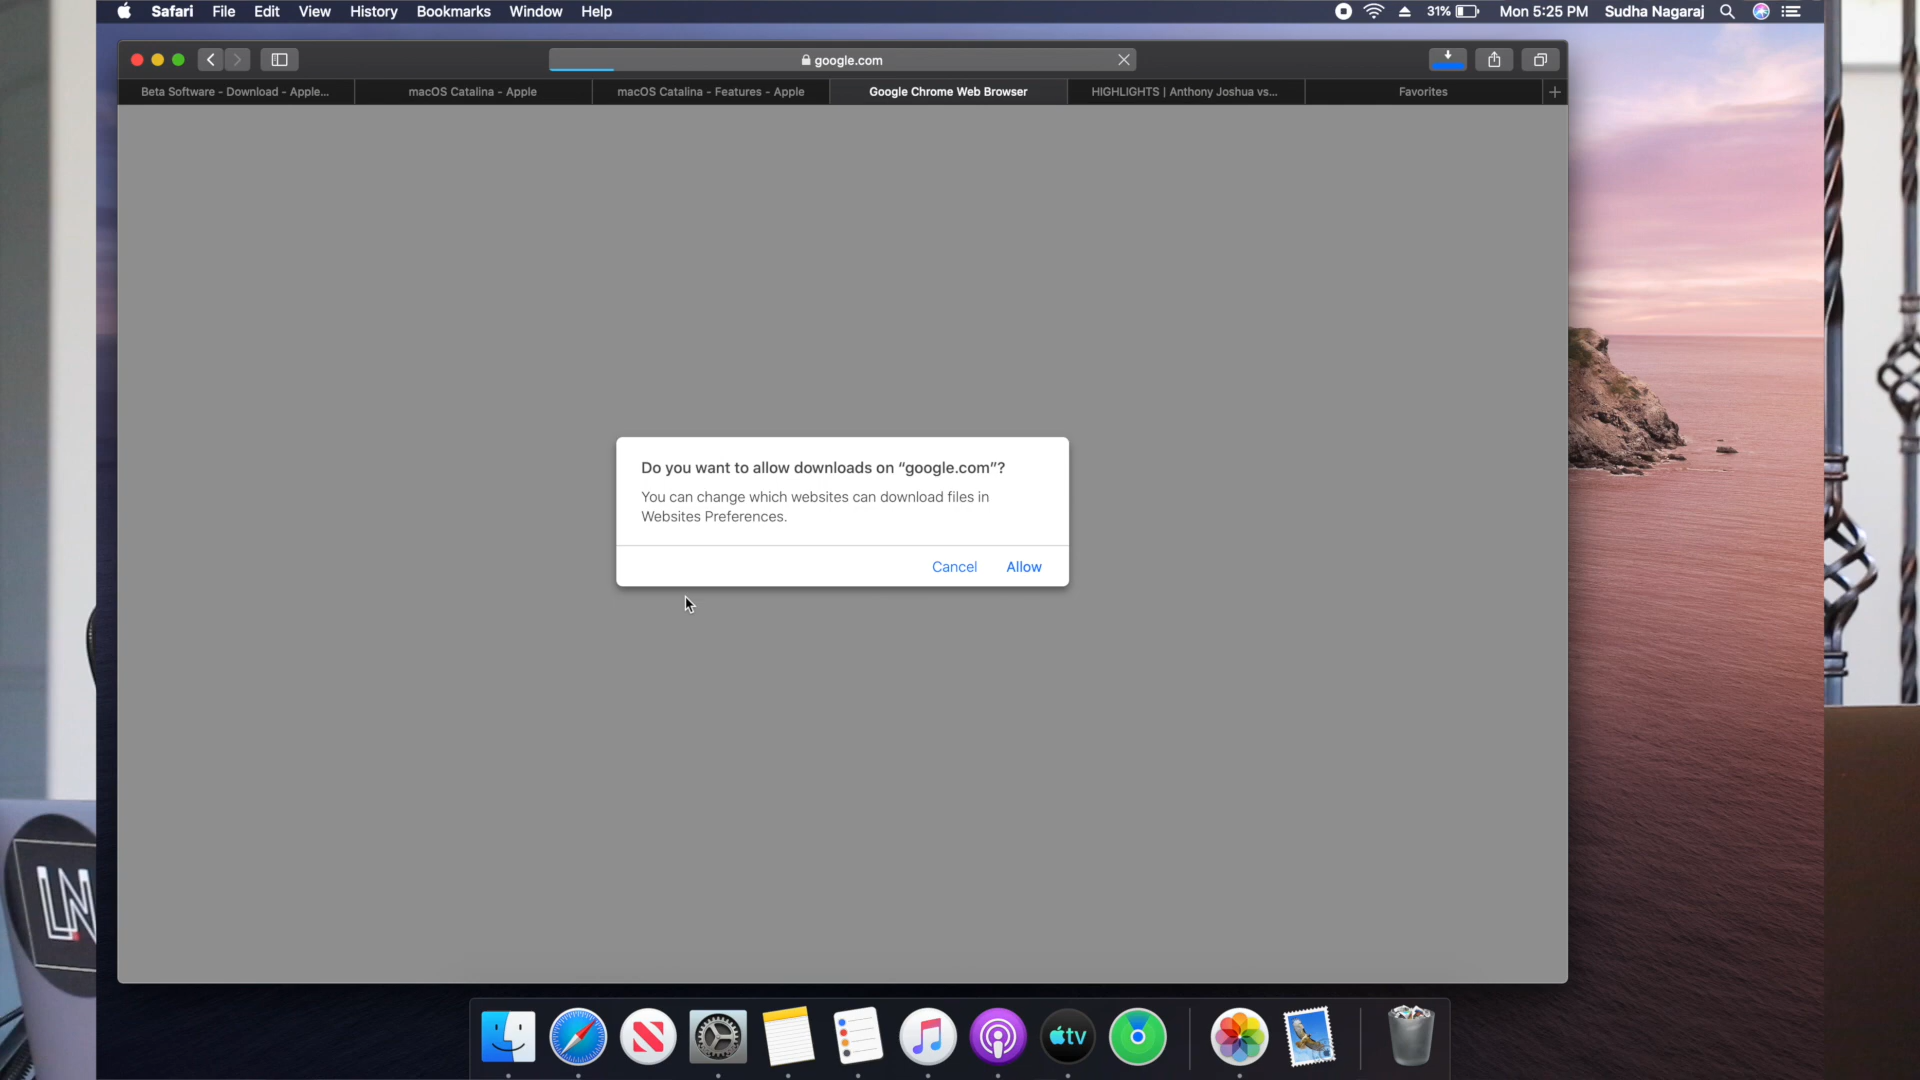 Safari File Edit View History Bookmarks Window Help 31% Mon 5:25 PM Sudha Nagaraj
google.com
Beta Software - Download - Apple... macOS Catalina - Apple macOS Catalina - Features - Apple Google Chrome Web Browser HIGHLIGHTS | Anthony Joshua vs... Favorites +
Do you want to allow downloads on “google.com”?
You can change which websites can download files in
Websites Preferences.
Cancel Allow
tv
LN